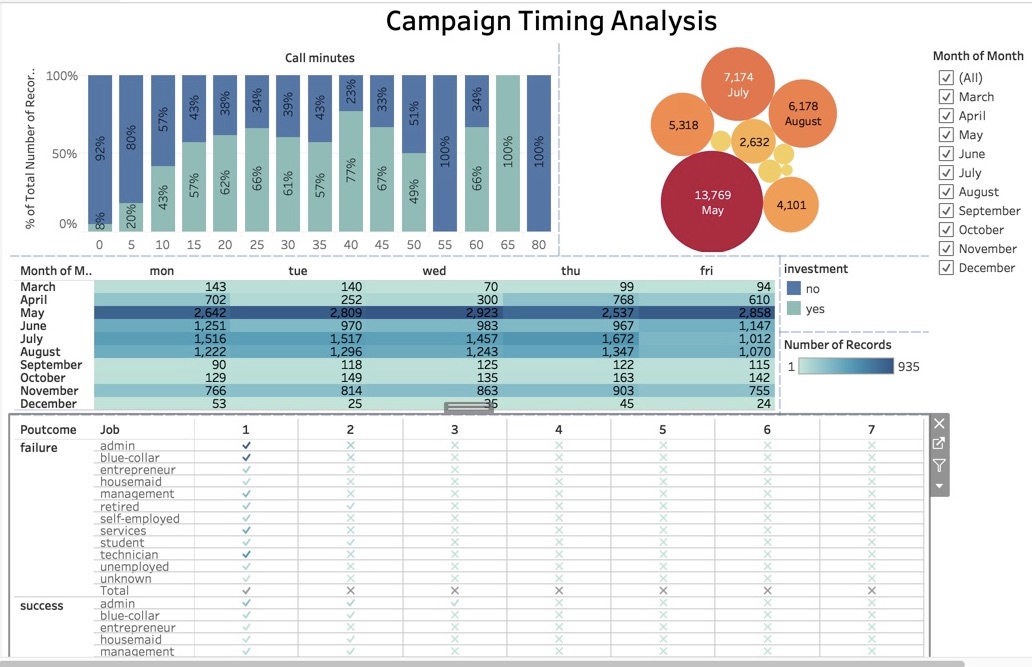 Campaign Timing Analysis
Call minutes
% of Total Number of Recor..
100%
50%
0%
92% 80% 57% 43% 38% 34% 39% 43% 23% 33% 51% 100% 34% 100% 100%
8% 20% 43% 57% 62% 66% 61% 57% 77% 67% 49% 66%
0 5 10 15 20 25 30 35 40 45 50 55 60 65 80
7,174
July
6,178
August
5,318
2,632
13,769
May
4,101
Month of Month
(All)
March
April
May
June
July
August
September
October
November
December
Month of M.. mon tue wed thu fri
March 143 140 70 99 94
April 702 252 300 768 610
May 2,642 2,809 2,923 2,537 2,858
June 1,251 970 983 967 1,147
July 1,516 1,517 1,457 1,672 1,012
August 1,222 1,296 1,243 1,347 1,070
September 90 118 125 122 115
October 129 149 135 163 142
November 766 814 863 903 755
December 53 25 35 45 24
investment
no
yes
Number of Records
1 935
Poutcome Job 1 2 3 4 5 6 7
failure admin
blue-collar
entrepreneur
housemaid
management
retired
self-employed
services
student
technician
unemployed
unknown
Total
success admin
blue-collar
entrepreneur
housemaid
management